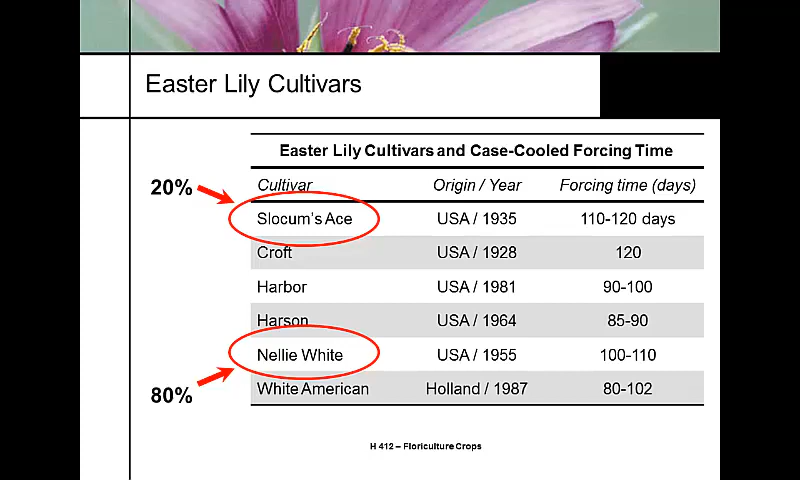 Easter Lily Cultivars
Easter Lily Cultivars and Case-Cooled Forcing Time
20%
Cultivar Origin / Year Forcing time (days)
Slocum's Ace USA / 1935 110-120 days
Croft USA / 1928 120
Harbor USA / 1981 90-100
Harson USA / 1964 85-90
Nellie White USA / 1955 100-110
80%
White American Holland / 1987 80-102
H 412 – Floriculture Crops